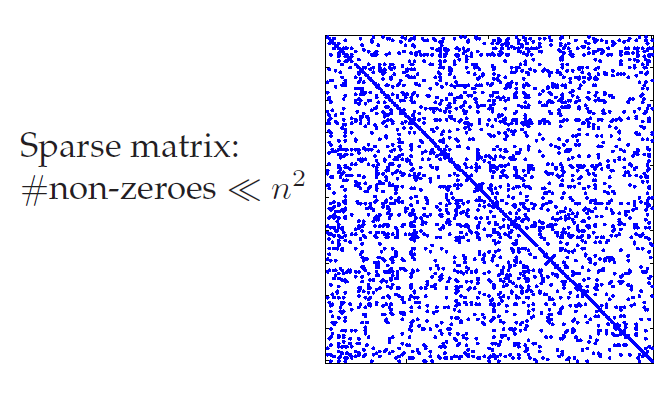 Sparse matrix:
#non-zeroes ≪ n²